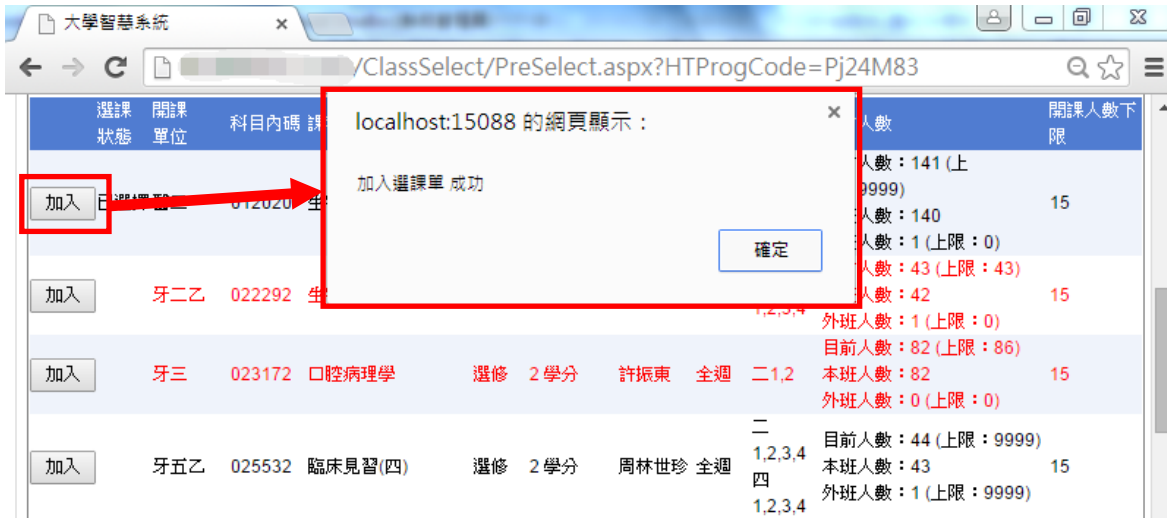 大學智慧系統
/ClassSelect/PreSelect.aspx?HTProgCode=Pj24M83
選課狀態 開課單位 科目內碼 人數 開課人數下限
localhost:15088 的網頁顯示：
加入選課單 成功
確定
加入 人數：141 (上
9999)
人數：140 15
人數：1 (上限：0)
人數：43 (上限：43)
加入 牙二乙 022292 人數：42 15
1,2,3,4 外班人數：1 (上限：0)
目前人數：82 (上限：86)
加入 牙三 023172 口腔病理學 選修 2 學分 許振東 全週 二1,2 本班人數：82 15
外班人數：0 (上限：0)
二
1,2,3,4 目前人數：44 (上限：9999)
加入 牙五乙 025532 臨床見習(四) 選修 2 學分 周林世珍 全週 四 本班人數：43 15
1,2,3,4 外班人數：1 (上限：9999)